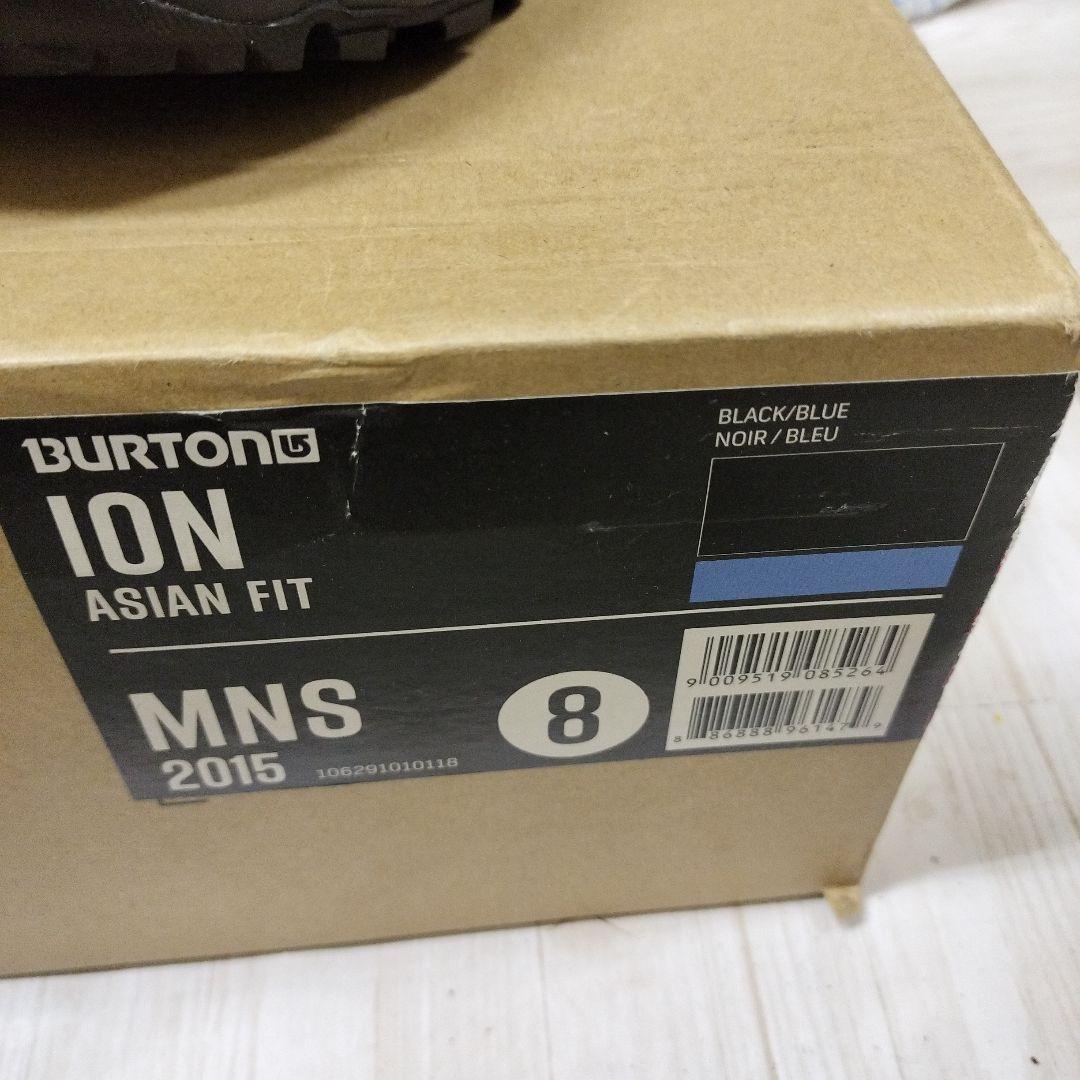 BURTON
ION
ASIAN FIT
BLACK/BLUE
NOIR / BLEU
MNS
2015
106291010118
8
9 009519 085264
8 86888 96147 9